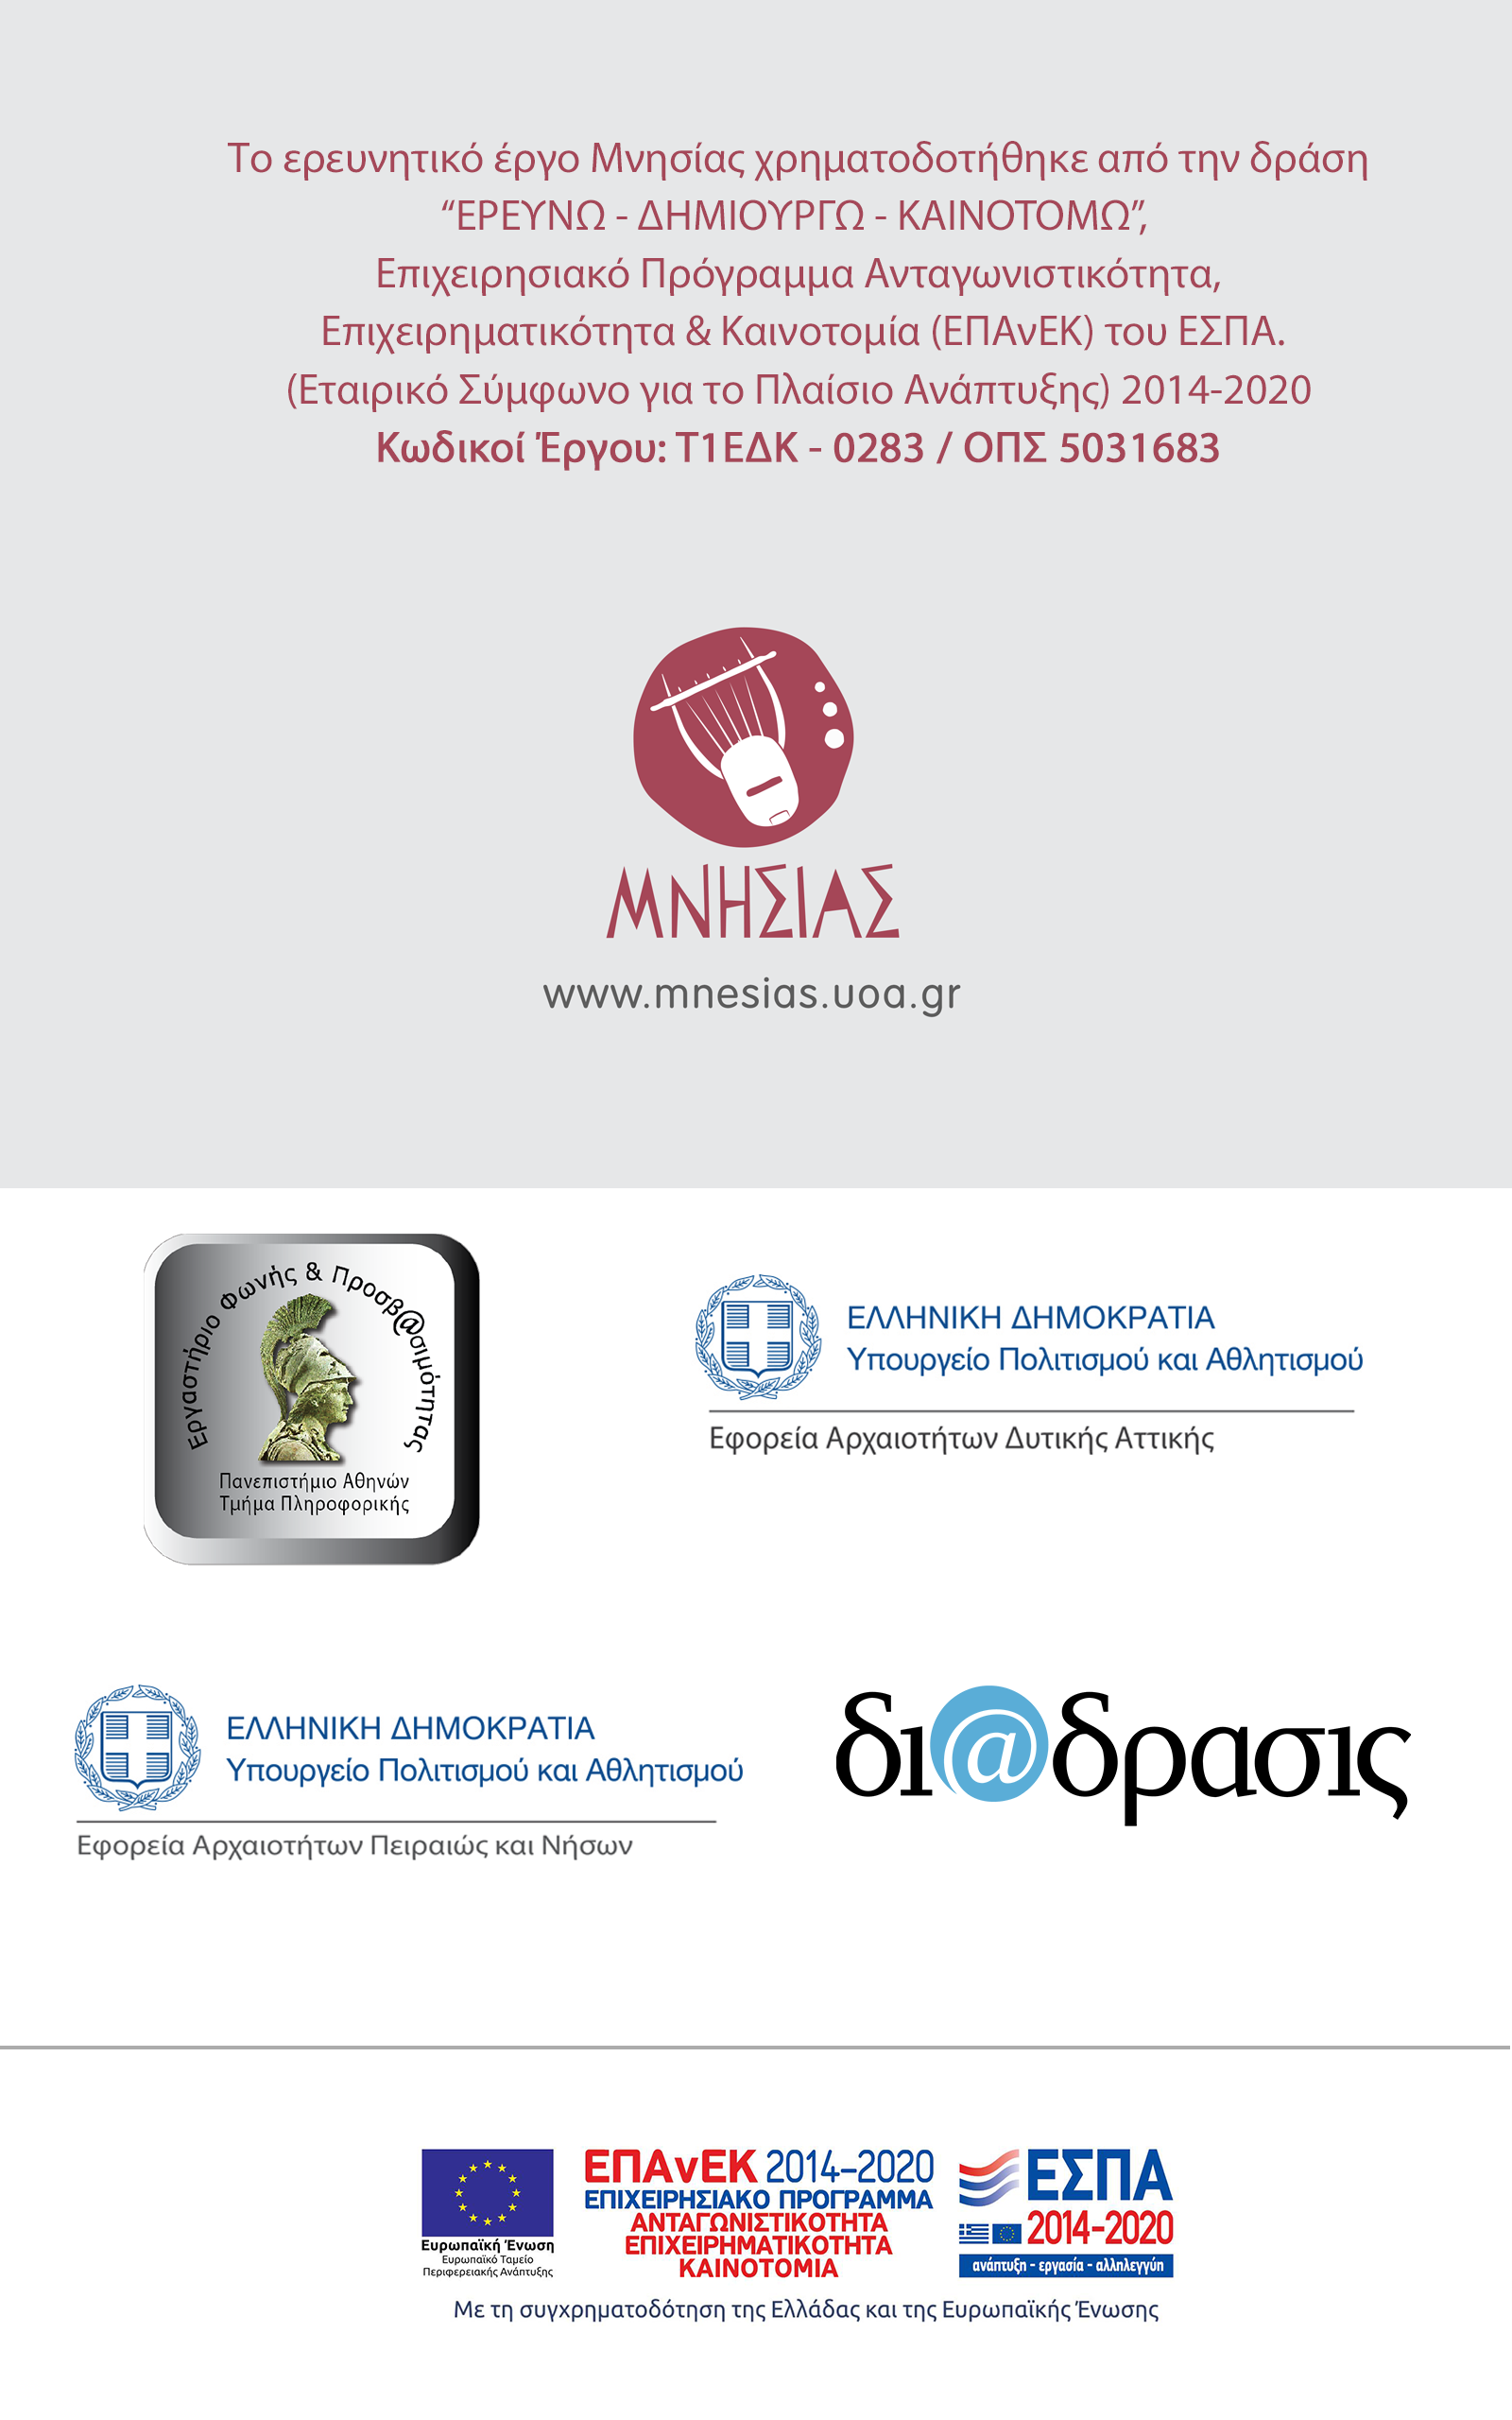 Το ερευνητικό έργο Μνησίας χρηματοδοτήθηκε από την δράση
“ΕΡΕΥΝΩ - ΔΗΜΙΟΥΡΓΩ - ΚΑΙΝΟΤΟΜΩ”,
Επιχειρησιακό Πρόγραμμα Ανταγωνιστικότητα,
Επιχειρηματικότητα & Καινοτομία (ΕΠΑνΕΚ) του ΕΣΠΑ.
(Εταιρικό Σύμφωνο για το Πλαίσιο Ανάπτυξης) 2014-2020
Κωδικοί Έργου: Τ1ΕΔΚ - 0283 / ΟΠΣ 5031683
ΜΝΗΣΙΑΣ
www.mnesias.uoa.gr
Εργαστήριο Φωνής & Προσβ@σιμότητας
Πανεπιστήμιο Αθηνών
Τμήμα Πληροφορικής
ΕΛΛΗΝΙΚΗ ΔΗΜΟΚΡΑΤΙΑ
Υπουργείο Πολιτισμού και Αθλητισμού
Εφορεία Αρχαιοτήτων Δυτικής Αττικής
ΕΛΛΗΝΙΚΗ ΔΗΜΟΚΡΑΤΙΑ
Υπουργείο Πολιτισμού και Αθλητισμού
Εφορεία Αρχαιοτήτων Πειραιώς και Νήσων
δι@δρασις
Ευρωπαϊκή Ένωση
Ευρωπαϊκό Ταμείο
Περιφερειακής Ανάπτυξης
ΕΠΑνΕΚ 2014-2020
ΕΠΙΧΕΙΡΗΣΙΑΚΟ ΠΡΟΓΡΑΜΜΑ
ΑΝΤΑΓΩΝΙΣΤΙΚΟΤΗΤΑ
ΕΠΙΧΕΙΡΗΜΑΤΙΚΟΤΗΤΑ
ΚΑΙΝΟΤΟΜΙΑ
ΕΣΠΑ
2014-2020
ανάπτυξη - εργασία - αλληλεγγύη
Με τη συγχρηματοδότηση της Ελλάδας και της Ευρωπαϊκής Ένωσης